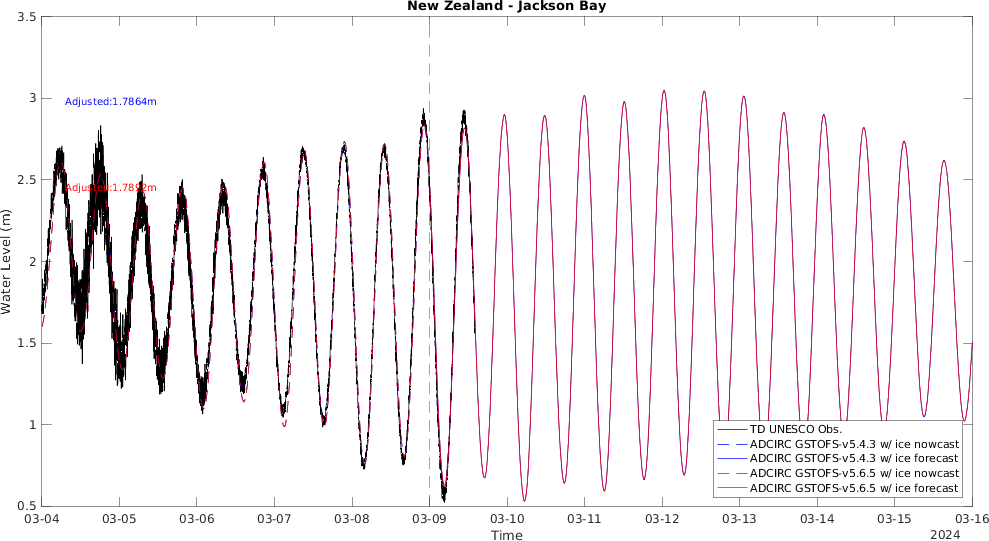 New Zealand - Jackson Bay
3.5
3
2.5
2
1.5
1
0.5
Water Level (m)
Adjusted:1.7864m
Adjusted:1.7892m
TD UNESCO Obs.
ADCIRC GSTOFS-v5.4.3 w/ ice nowcast
ADCIRC GSTOFS-v5.4.3 w/ ice forecast
ADCIRC GSTOFS-v5.6.5 w/ ice nowcast
ADCIRC GSTOFS-v5.6.5 w/ ice forecast
03-04 03-05 03-06 03-07 03-08 03-09 03-10 03-11 03-12 03-13 03-14 03-15 03-16
Time
2024